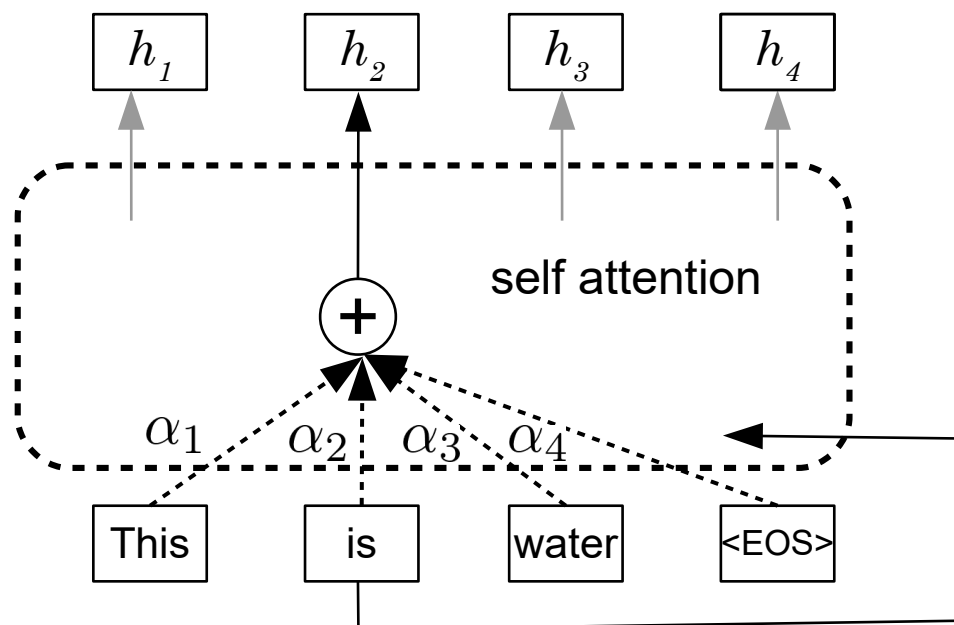 h₁ h₂ h₃ h₄
self attention
+
α₁ α₂ α₃ α₄
This is water <EOS>